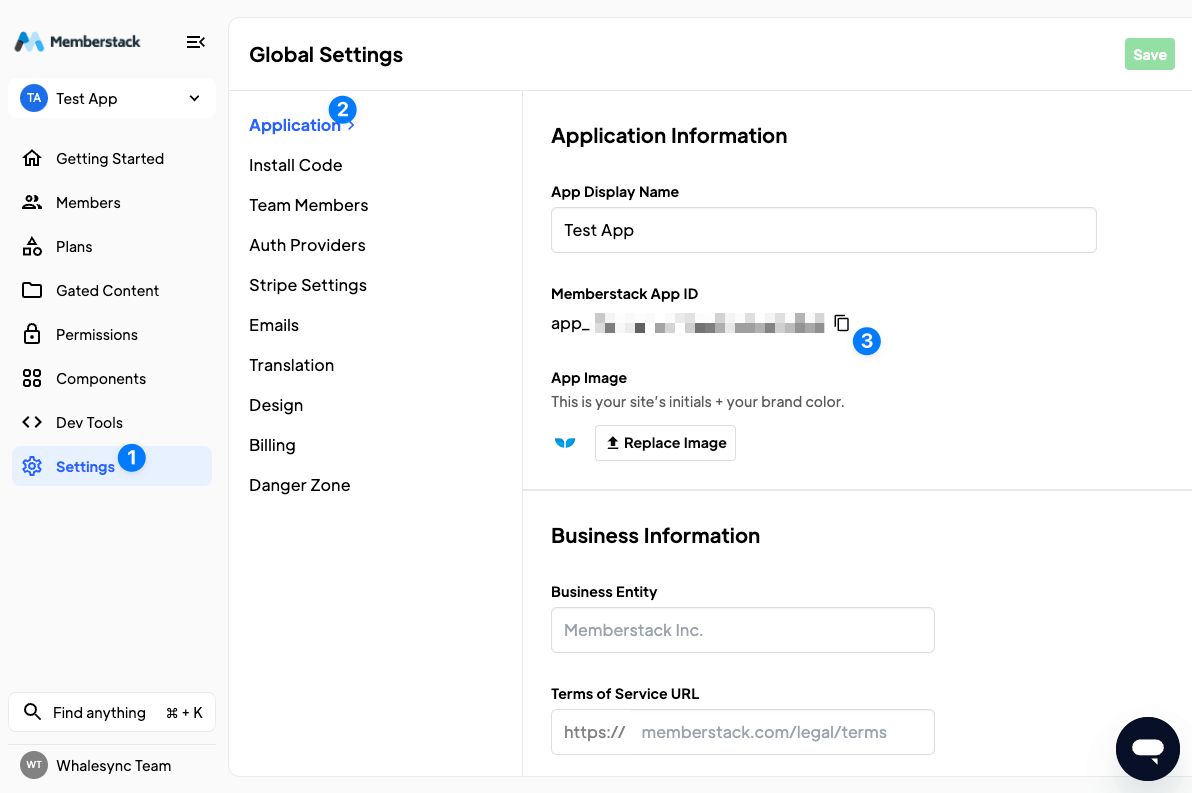 Memberstack
TA Test App
Getting Started
Members
Plans
Gated Content
Permissions
Components
Dev Tools
Settings 1
Find anything ⌘ + K
WT Whalesync Team
Global Settings
Save
Application 2
Install Code
Team Members
Auth Providers
Stripe Settings
Emails
Translation
Design
Billing
Danger Zone
Application Information
App Display Name
Test App
Memberstack App ID
app_
3
App Image
This is your site's initials + your brand color.
Replace Image
Business Information
Business Entity
Memberstack Inc.
Terms of Service URL
https:// memberstack.com/legal/terms